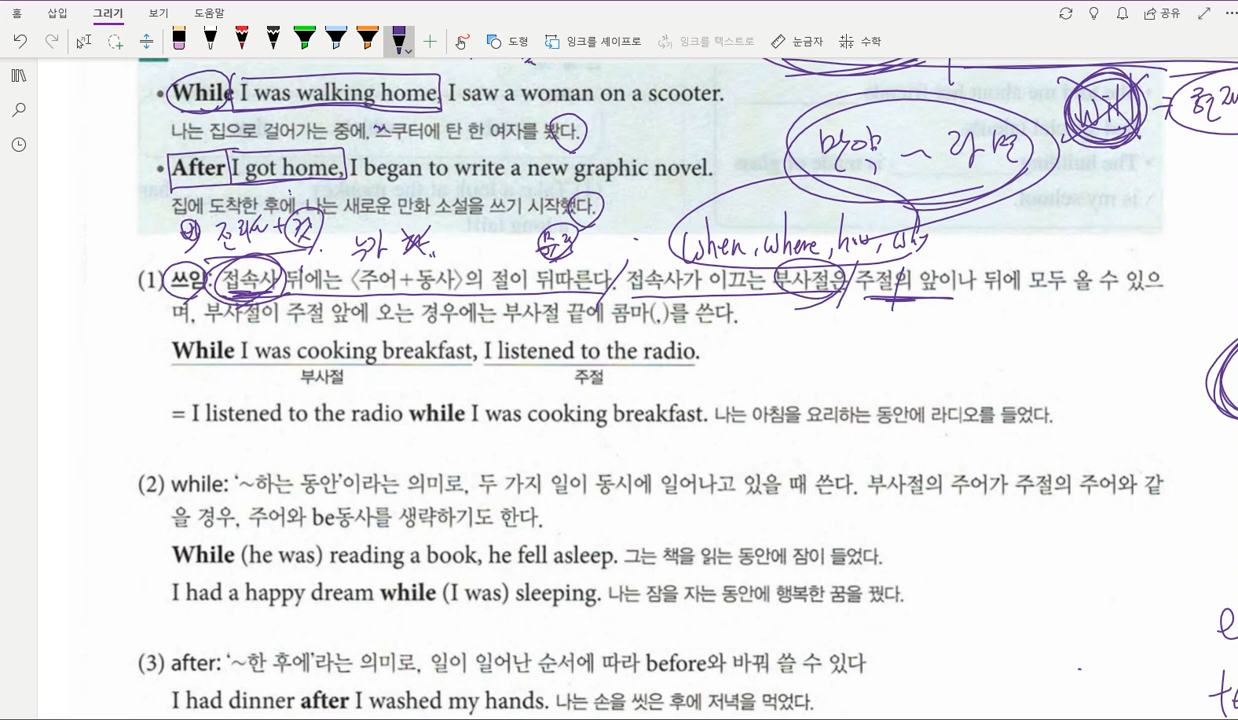 홈 삽입 그리기 보기 도움말
공유
도형 잉크를 셰이프로 잉크를 텍스트로 눈금자 수학
• While I was walking home, I saw a woman on a scooter.
나는 집으로 걸어가는 중에, 스쿠터에 탄 한 여자를 봤다.
• After I got home, I began to write a new graphic novel.
집에 도착한 후에, 나는 새로운 만화 소설을 쓰기 시작했다.
만약 ~ 라면
when, where, how, why
(1) 쓰임: 접속사 뒤에는 〈주어+동사〉의 절이 뒤따른다. 접속사가 이끄는 부사절은 주절의 앞이나 뒤에 모두 올 수 있으
며, 부사절이 주절 앞에 오는 경우에는 부사절 끝에 콤마(,)를 쓴다.
While I was cooking breakfast, I listened to the radio.
부사절 주절
= I listened to the radio while I was cooking breakfast. 나는 아침을 요리하는 동안에 라디오를 들었다.
(2) while: ‘~하는 동안’이라는 의미로, 두 가지 일이 동시에 일어나고 있을 때 쓴다. 부사절의 주어가 주절의 주어와 같
을 경우, 주어와 be동사를 생략하기도 한다.
While (he was) reading a book, he fell asleep. 그는 책을 읽는 동안에 잠이 들었다.
I had a happy dream while (I was) sleeping. 나는 잠을 자는 동안에 행복한 꿈을 꿨다.
(3) after: ‘~한 후에’라는 의미로, 일이 일어난 순서에 따라 before와 바꿔 쓸 수 있다
I had dinner after I washed my hands. 나는 손을 씻은 후에 저녁을 먹었다.